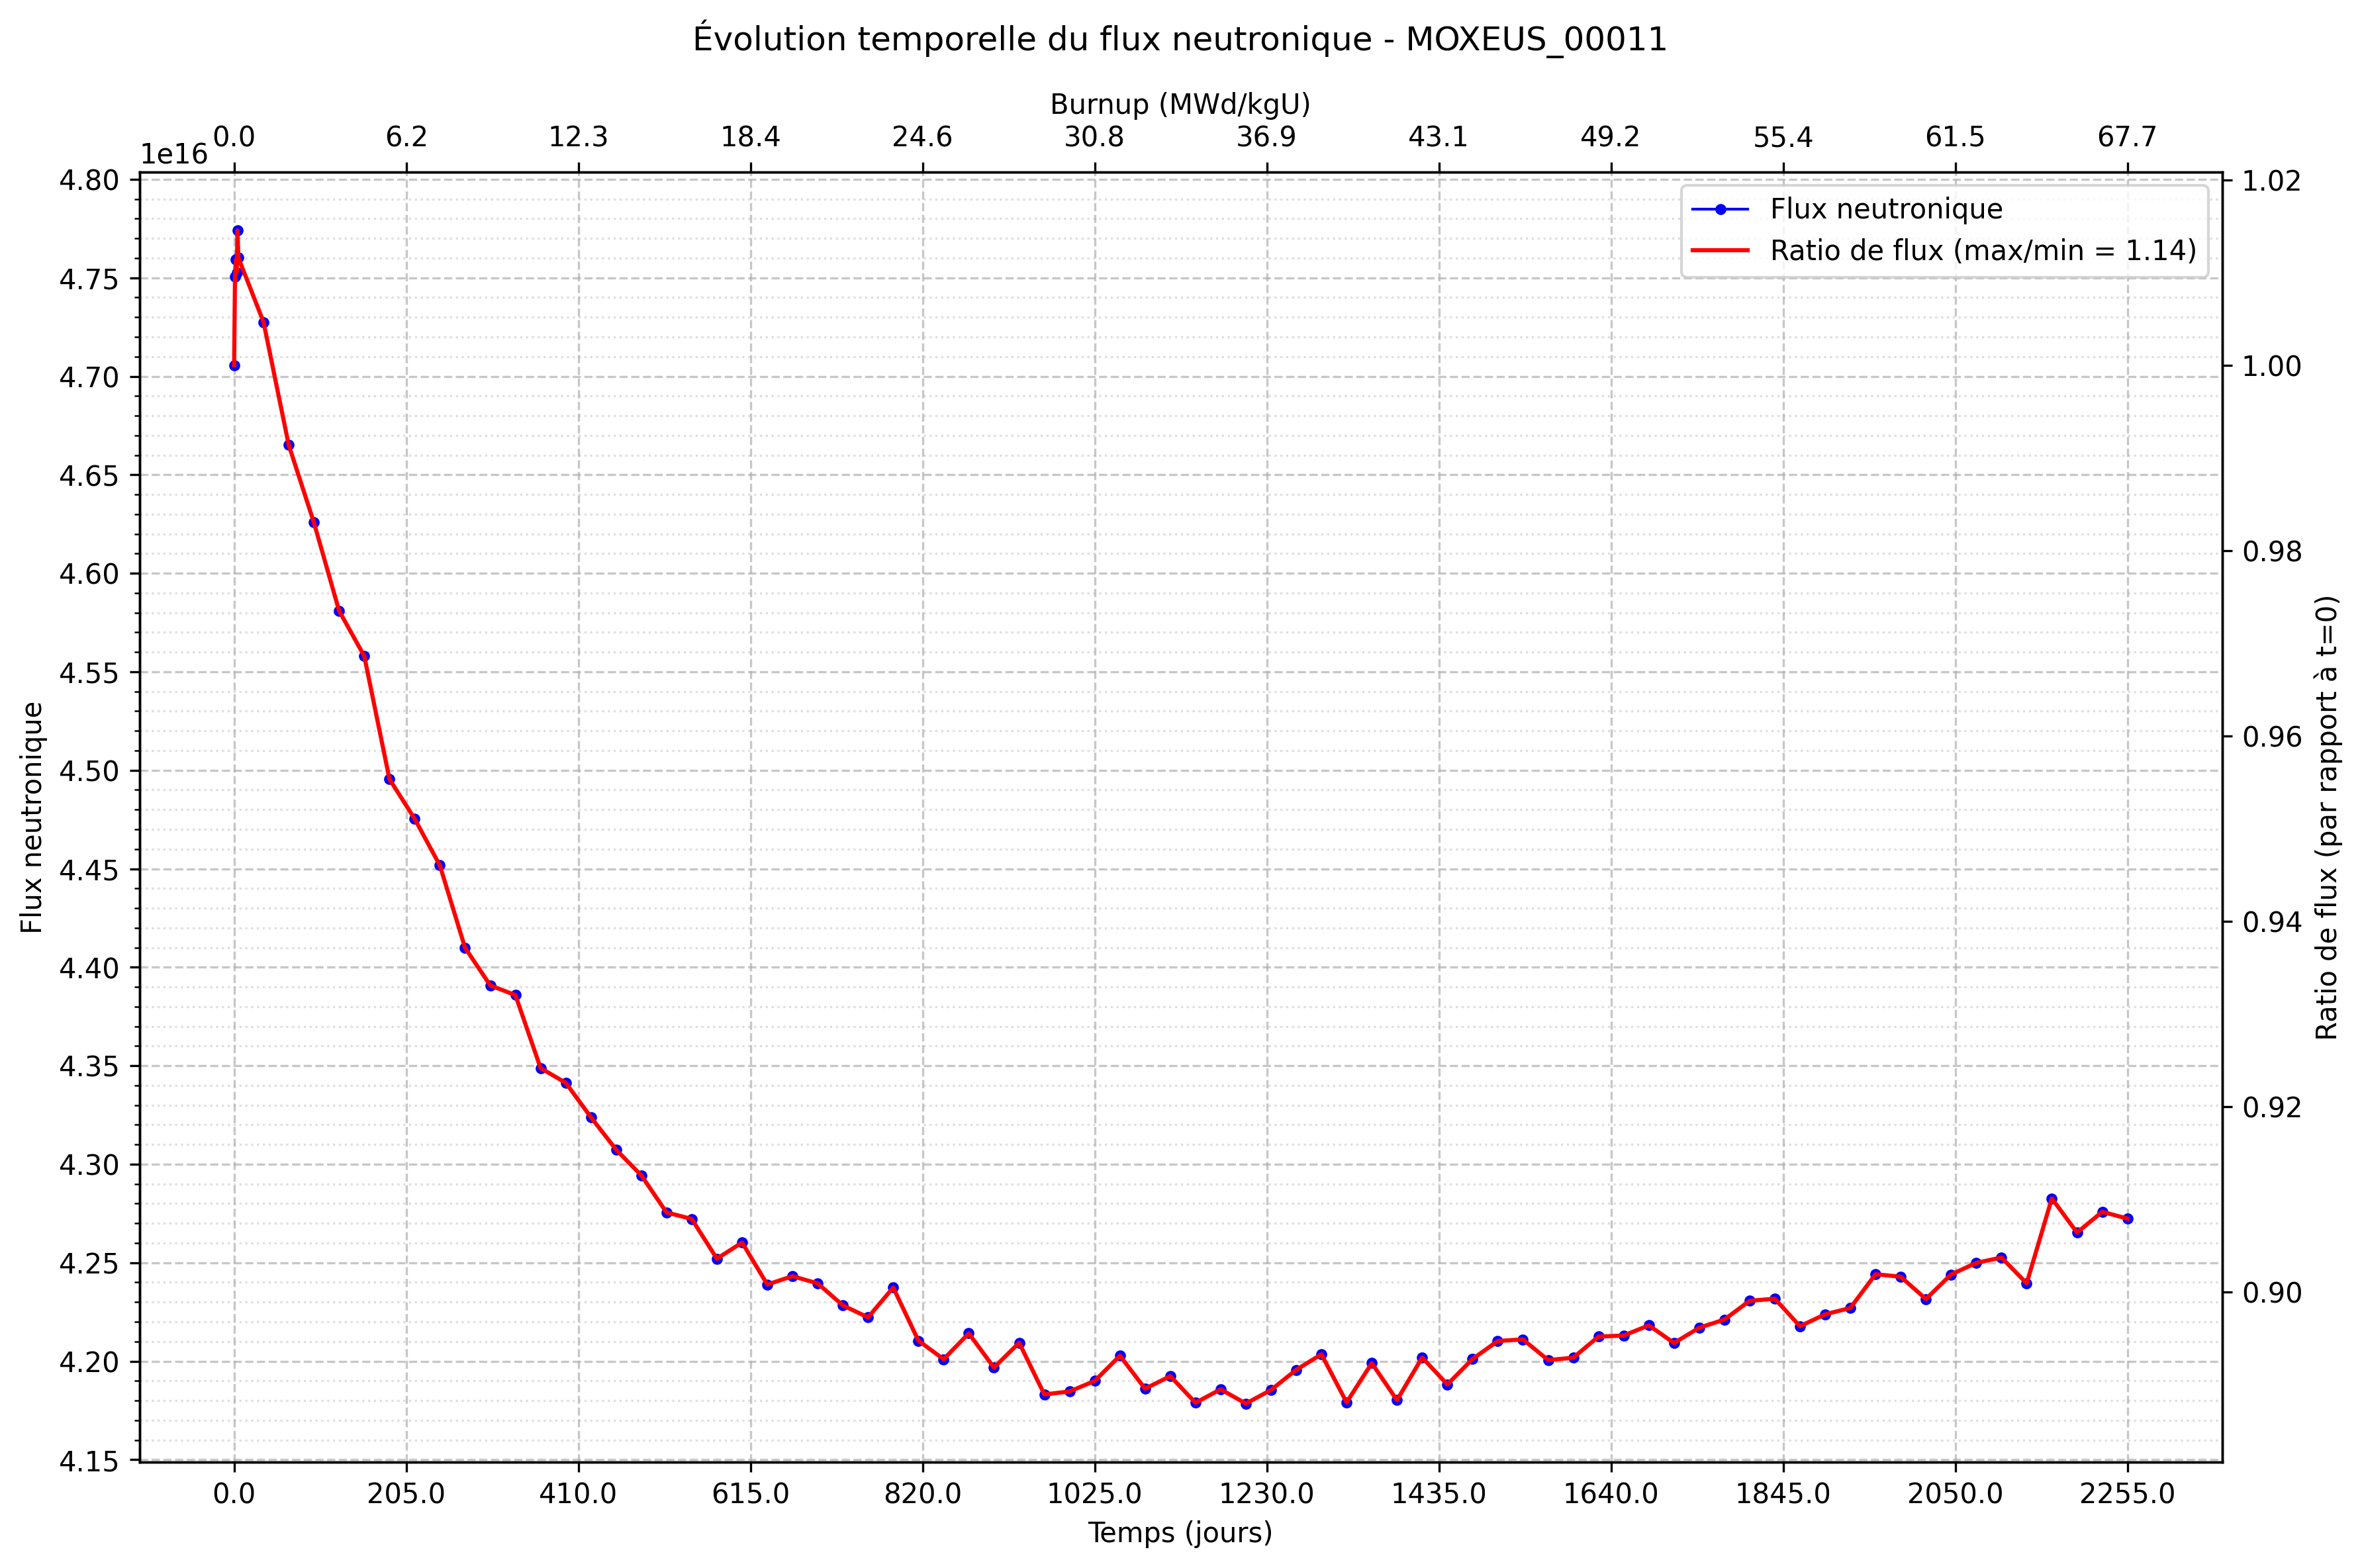 Évolution temporelle du flux neutronique - MOXEUS_00011
Burnup (MWd/kgU)
1e16
0.0 6.2 12.3 18.4 24.6 30.8 36.9 43.1 49.2 55.4 61.5 67.7
Flux neutronique
Ratio de flux (max/min = 1.14)
4.80
4.75
4.70
4.65
4.60
4.55
4.50
4.45
4.40
4.35
4.30
4.25
4.20
4.15
Flux neutronique
1.02
1.00
0.98
0.96
0.94
0.92
0.90
Ratio de flux (par rapport à t=0)
0.0 205.0 410.0 615.0 820.0 1025.0 1230.0 1435.0 1640.0 1845.0 2050.0 2255.0
Temps (jours)